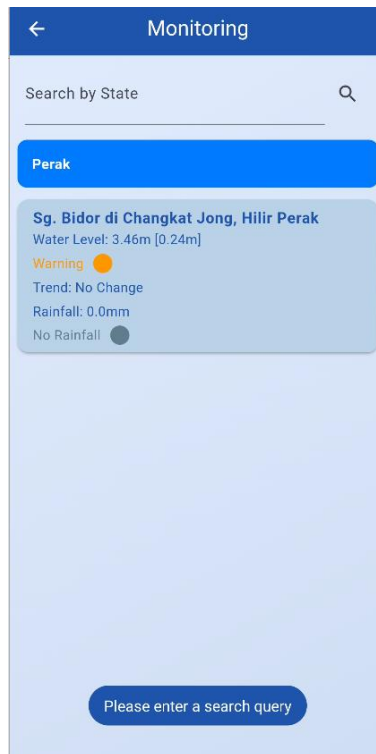 Monitoring
Search by State
Perak
Sg. Bidor di Changkat Jong, Hilir Perak
Water Level: 3.46m [0.24m]
Warning
Trend: No Change
Rainfall: 0.0mm
No Rainfall
Please enter a search query